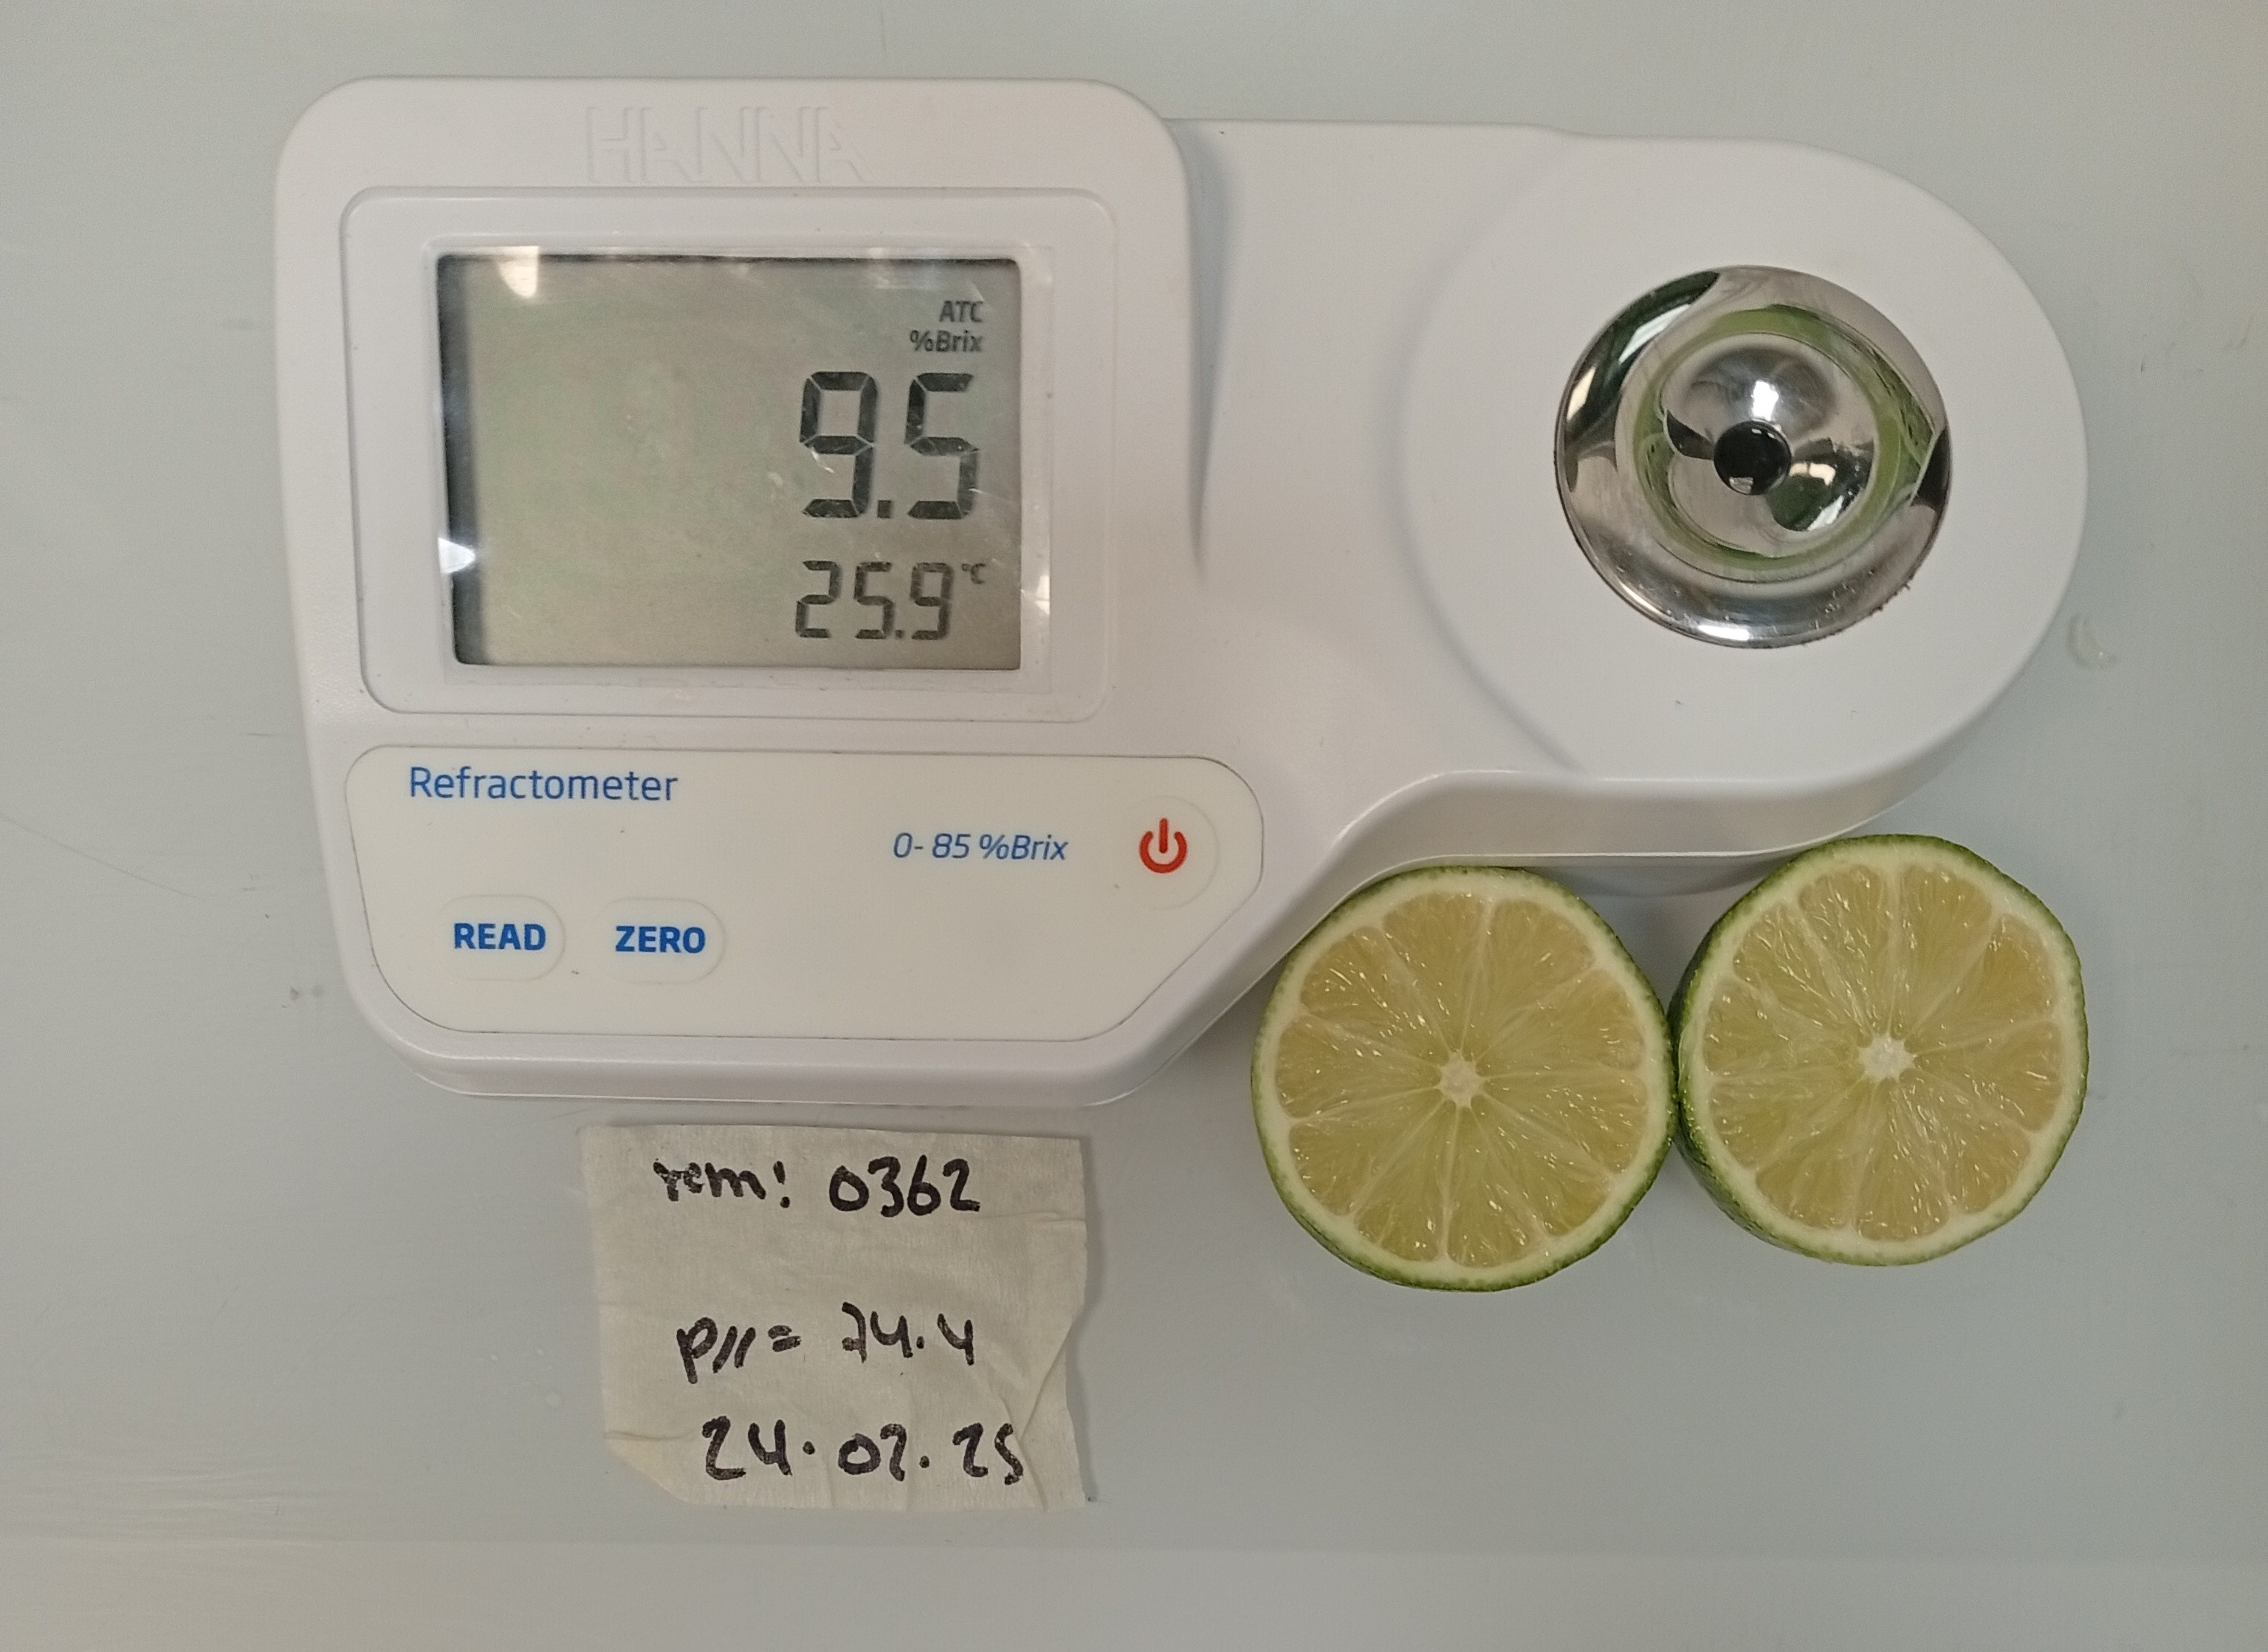 HANNA
ATC
%Brix
9.5
25.9 °C
Refractometer
0- 85 %Brix
READ
ZERO
rem: 0362
= 74.4
24.02.25